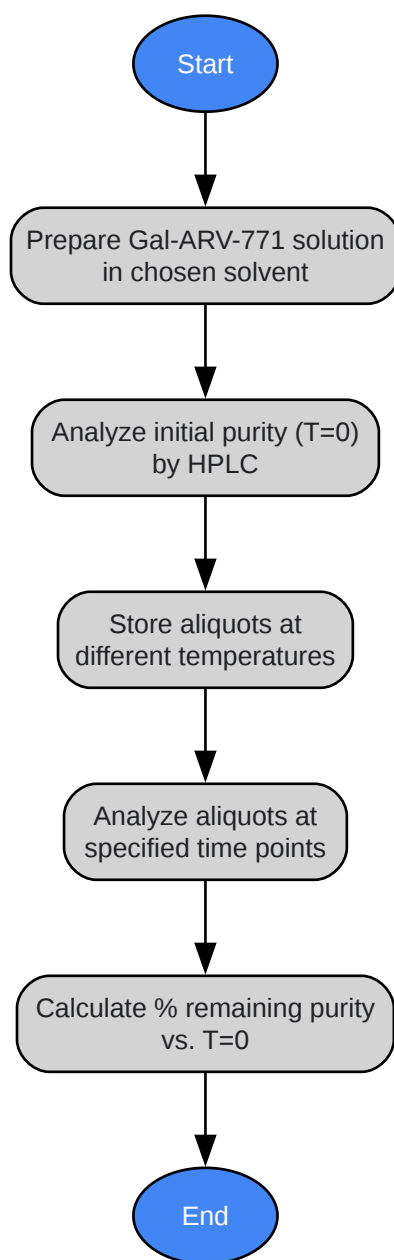 Start
Prepare Gal-ARV-771 solution
in chosen solvent
Analyze initial purity (T=0)
by HPLC
Store aliquots at
different temperatures
Analyze aliquots at
specified time points
Calculate % remaining purity
vs. T=0
End